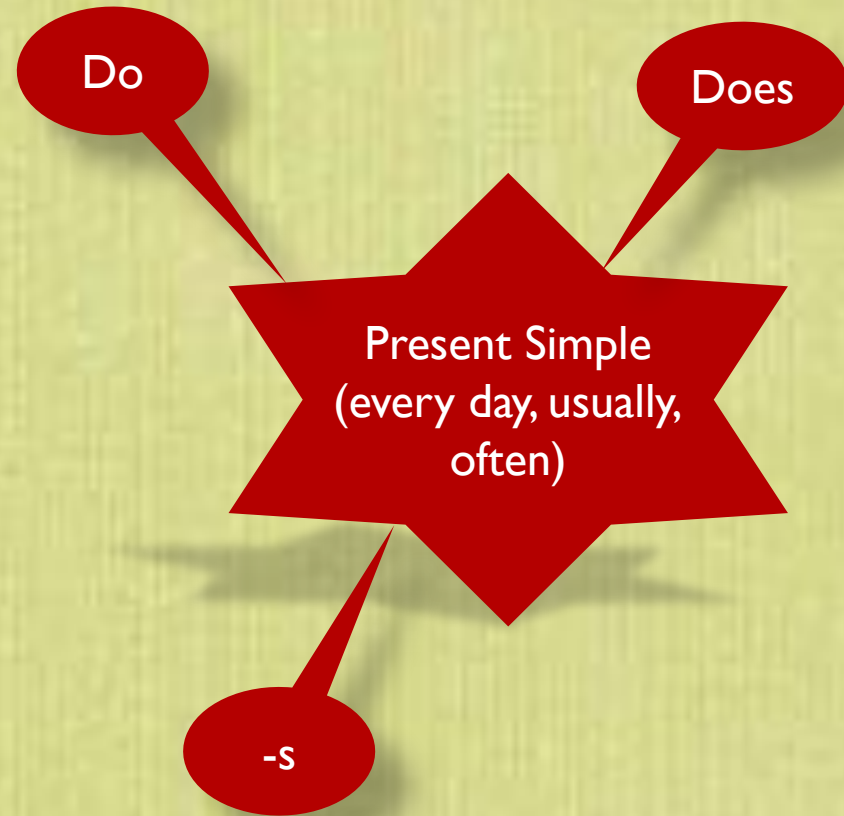 Do
Does
Present Simple
(every day, usually,
often)
-s